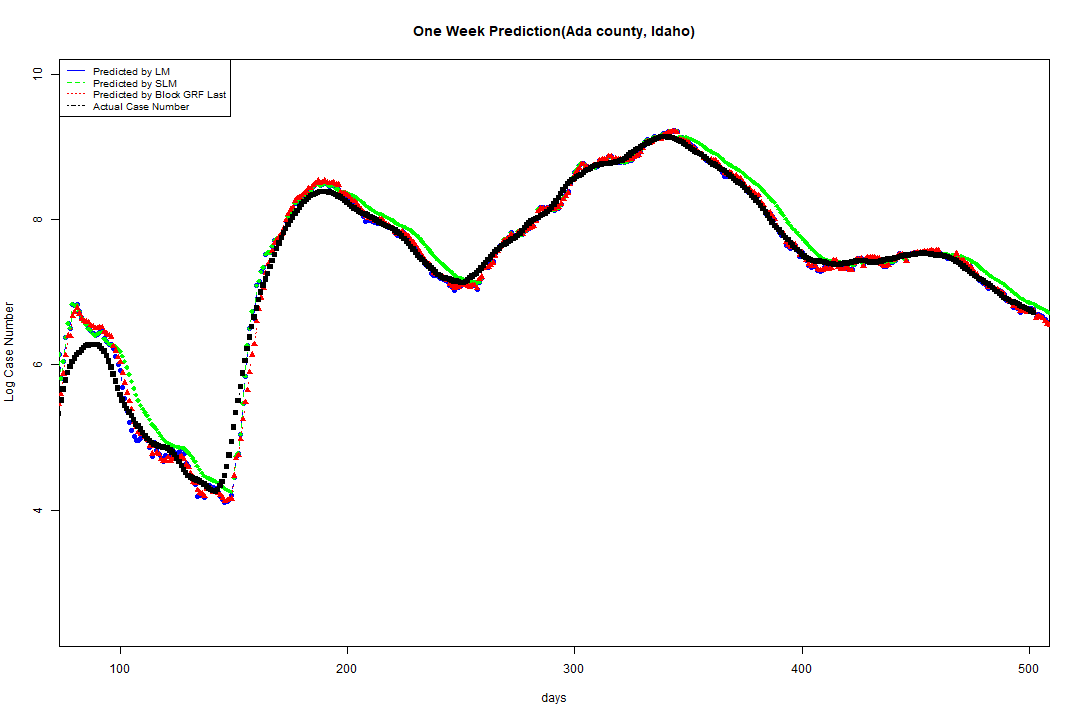 One Week Prediction(Ada county, Idaho)
Predicted by LM
Predicted by SLM
Predicted by Block GRF Last
Actual Case Number
10
8
6
4
Log Case Number
100 200 300 400 500
days